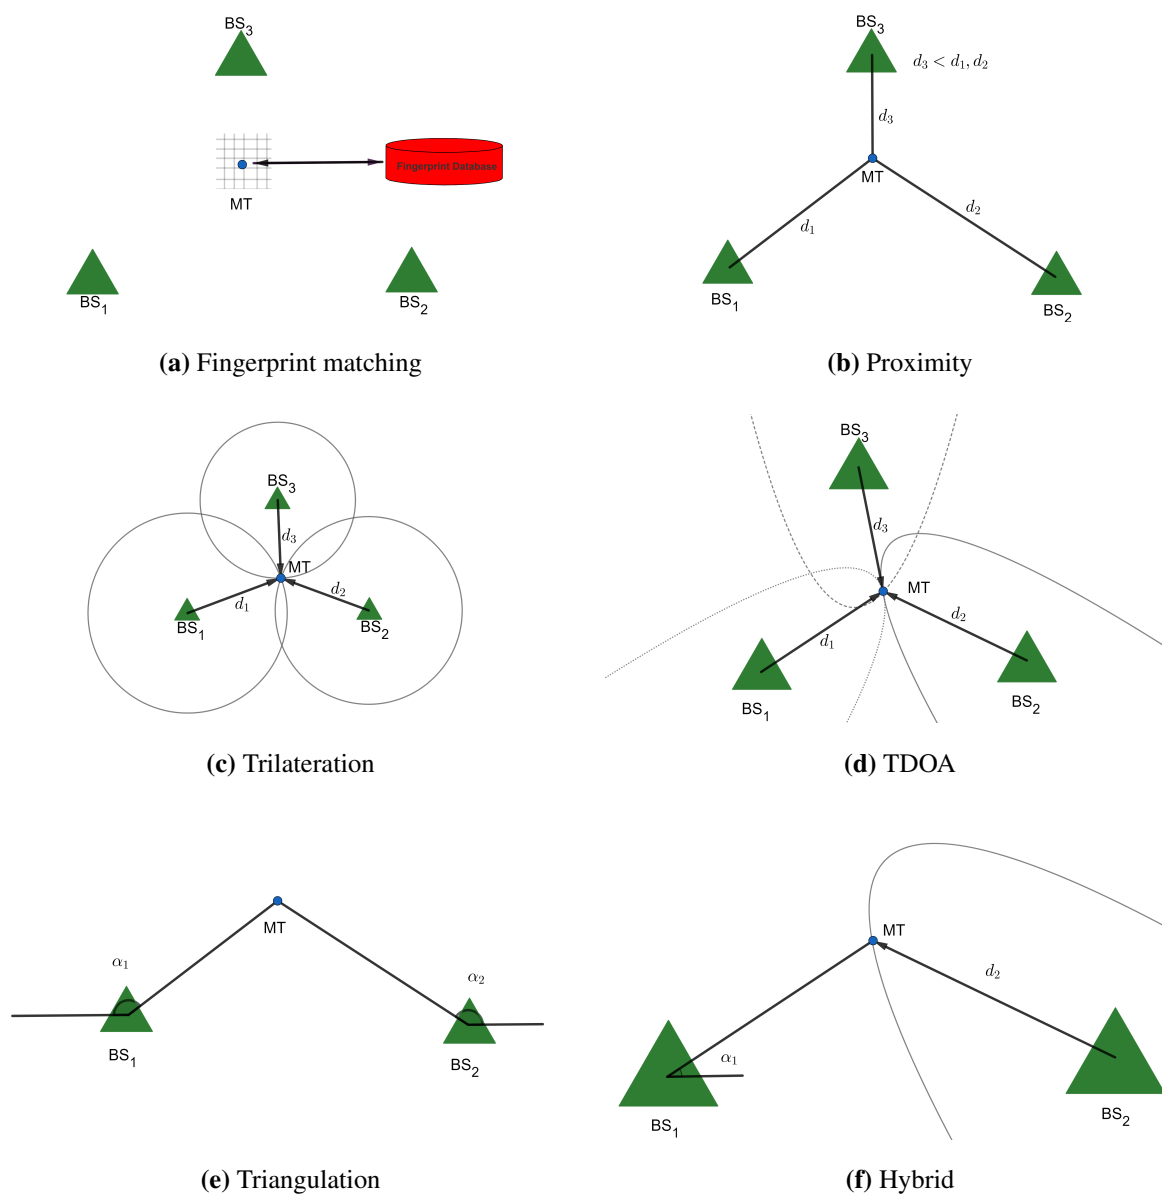 BS3
Fingerprint Database
MT
BS1
BS2
(a) Fingerprint matching
BS3
d3 < d1, d2
d3
MT
d2
d1
BS1
BS2
(b) Proximity
BS3
d3
MT
d2
d1
BS1
BS2
(c) Trilateration
BS3
d3
MT
d2
d1
BS1
BS2
(d) TDOA
MT
α1
α2
BS1
BS2
(e) Triangulation
MT
d2
α1
BS1
BS2
(f) Hybrid